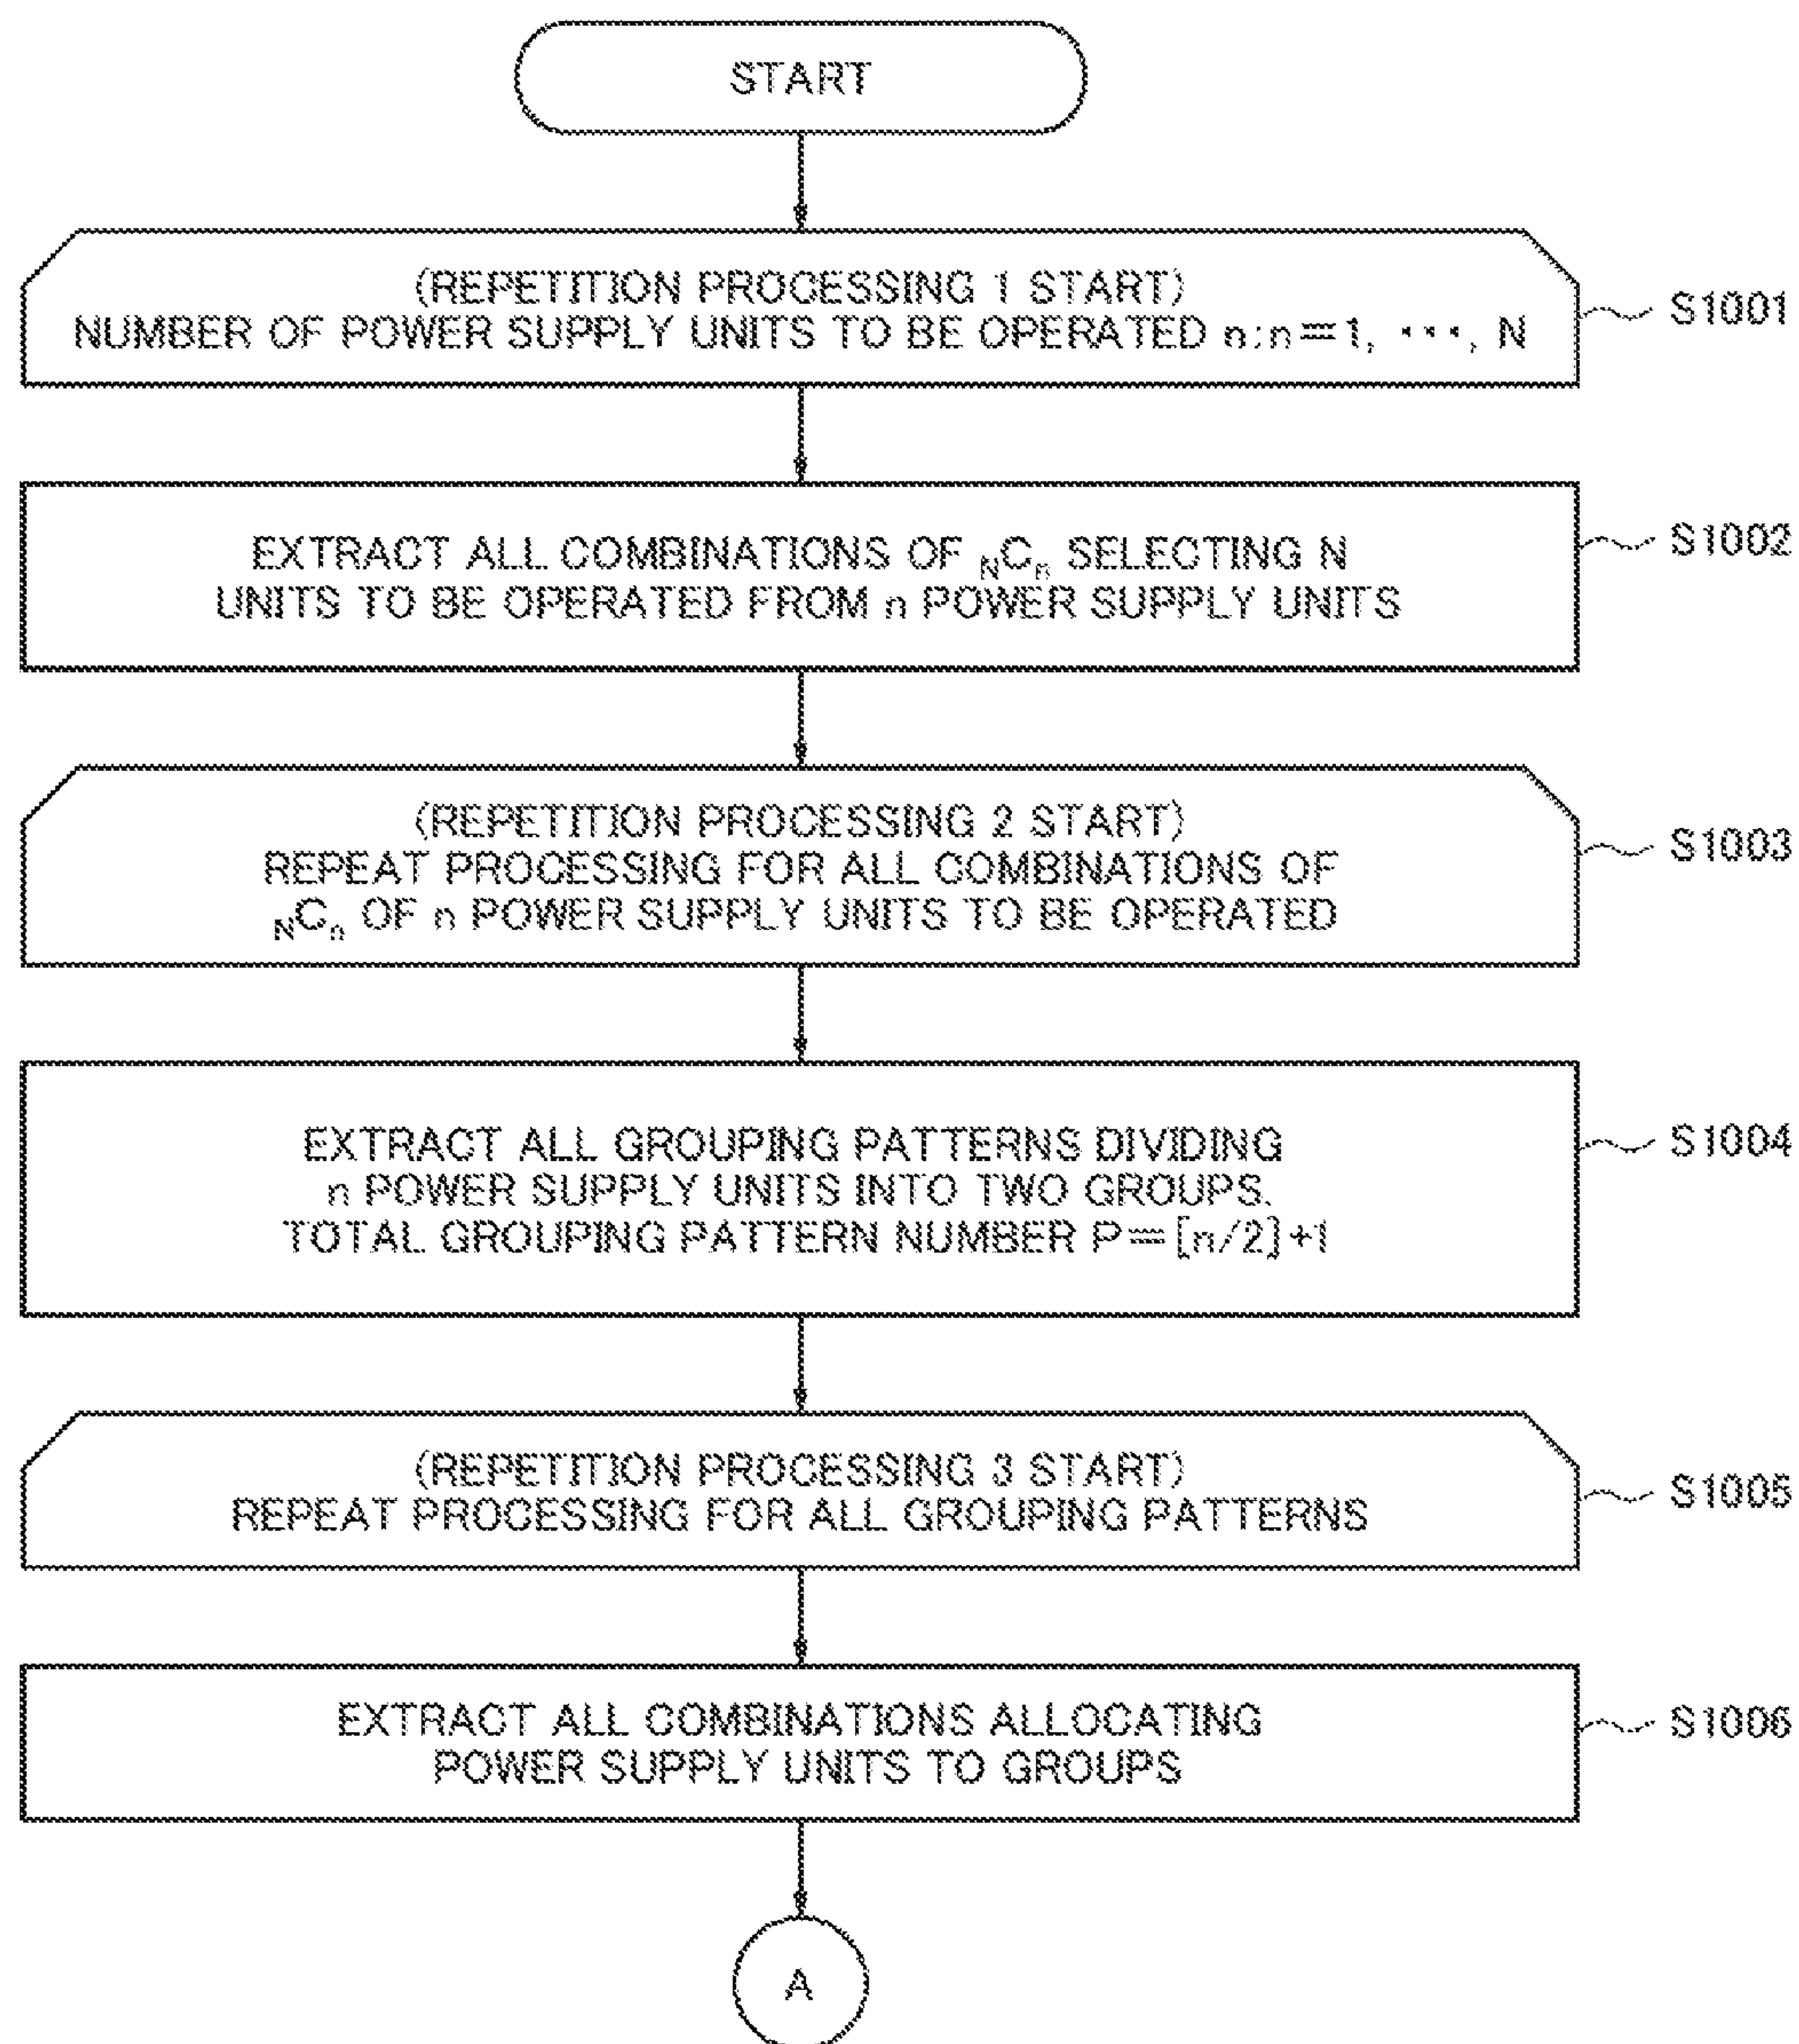 START
(REPETITION PROCESSING 1 START)
NUMBER OF POWER SUPPLY UNITS TO BE OPERATED n:n=1, ···, N
S1001
EXTRACT ALL COMBINATIONS OF NCn SELECTING N
UNITS TO BE OPERATED FROM n POWER SUPPLY UNITS
S1002
(REPETITION PROCESSING 2 START)
REPEAT PROCESSING FOR ALL COMBINATIONS OF
NCn OF n POWER SUPPLY UNITS TO BE OPERATED
S1003
EXTRACT ALL GROUPING PATTERNS DIVIDING
n POWER SUPPLY UNITS INTO TWO GROUPS.
TOTAL GROUPING PATTERN NUMBER P=[n/2]+1
S1004
(REPETITION PROCESSING 3 START)
REPEAT PROCESSING FOR ALL GROUPING PATTERNS
S1005
EXTRACT ALL COMBINATIONS ALLOCATING
POWER SUPPLY UNITS TO GROUPS
S1006
A